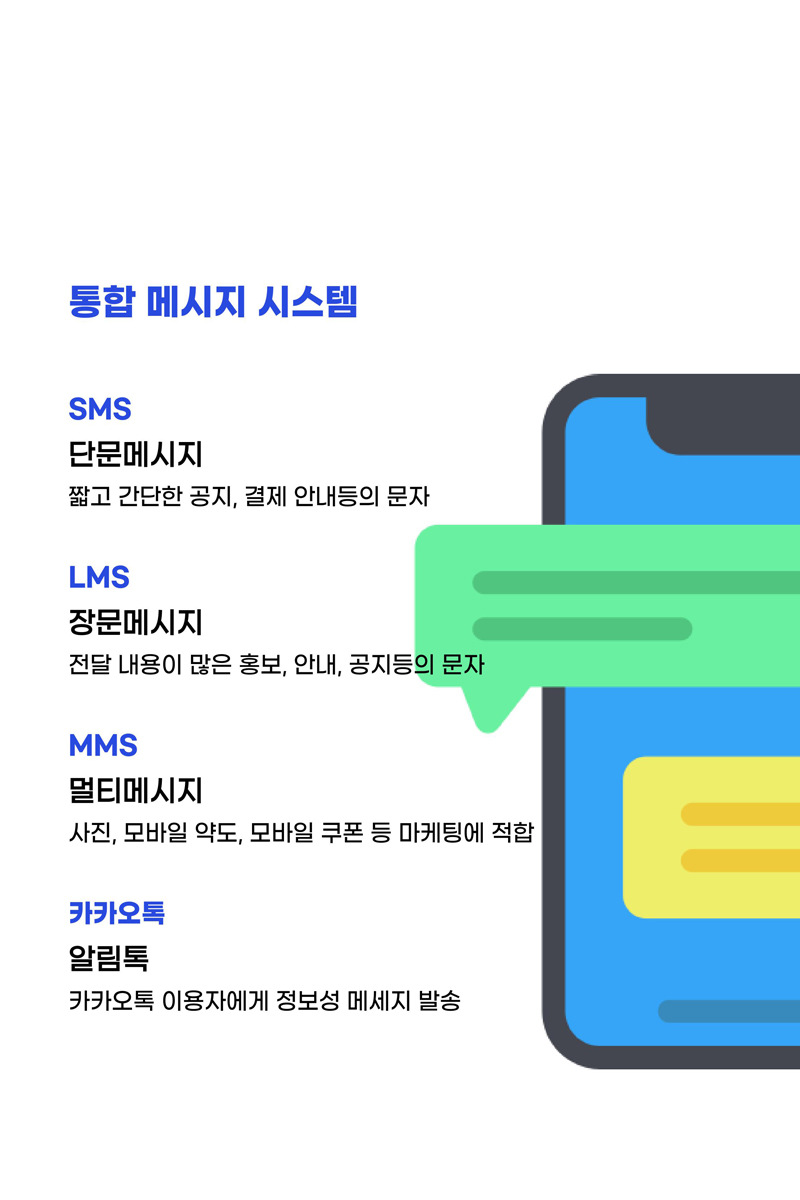 통합 메시지 시스템
SMS
단문메시지
짧고 간단한 공지, 결제 안내등의 문자
LMS
장문메시지
전달 내용이 많은 홍보, 안내, 공지등의 문자
MMS
멀티메시지
사진, 모바일 약도, 모바일 쿠폰 등 마케팅에 적합
카카오톡
알림톡
카카오톡 이용자에게 정보성 메세지 발송